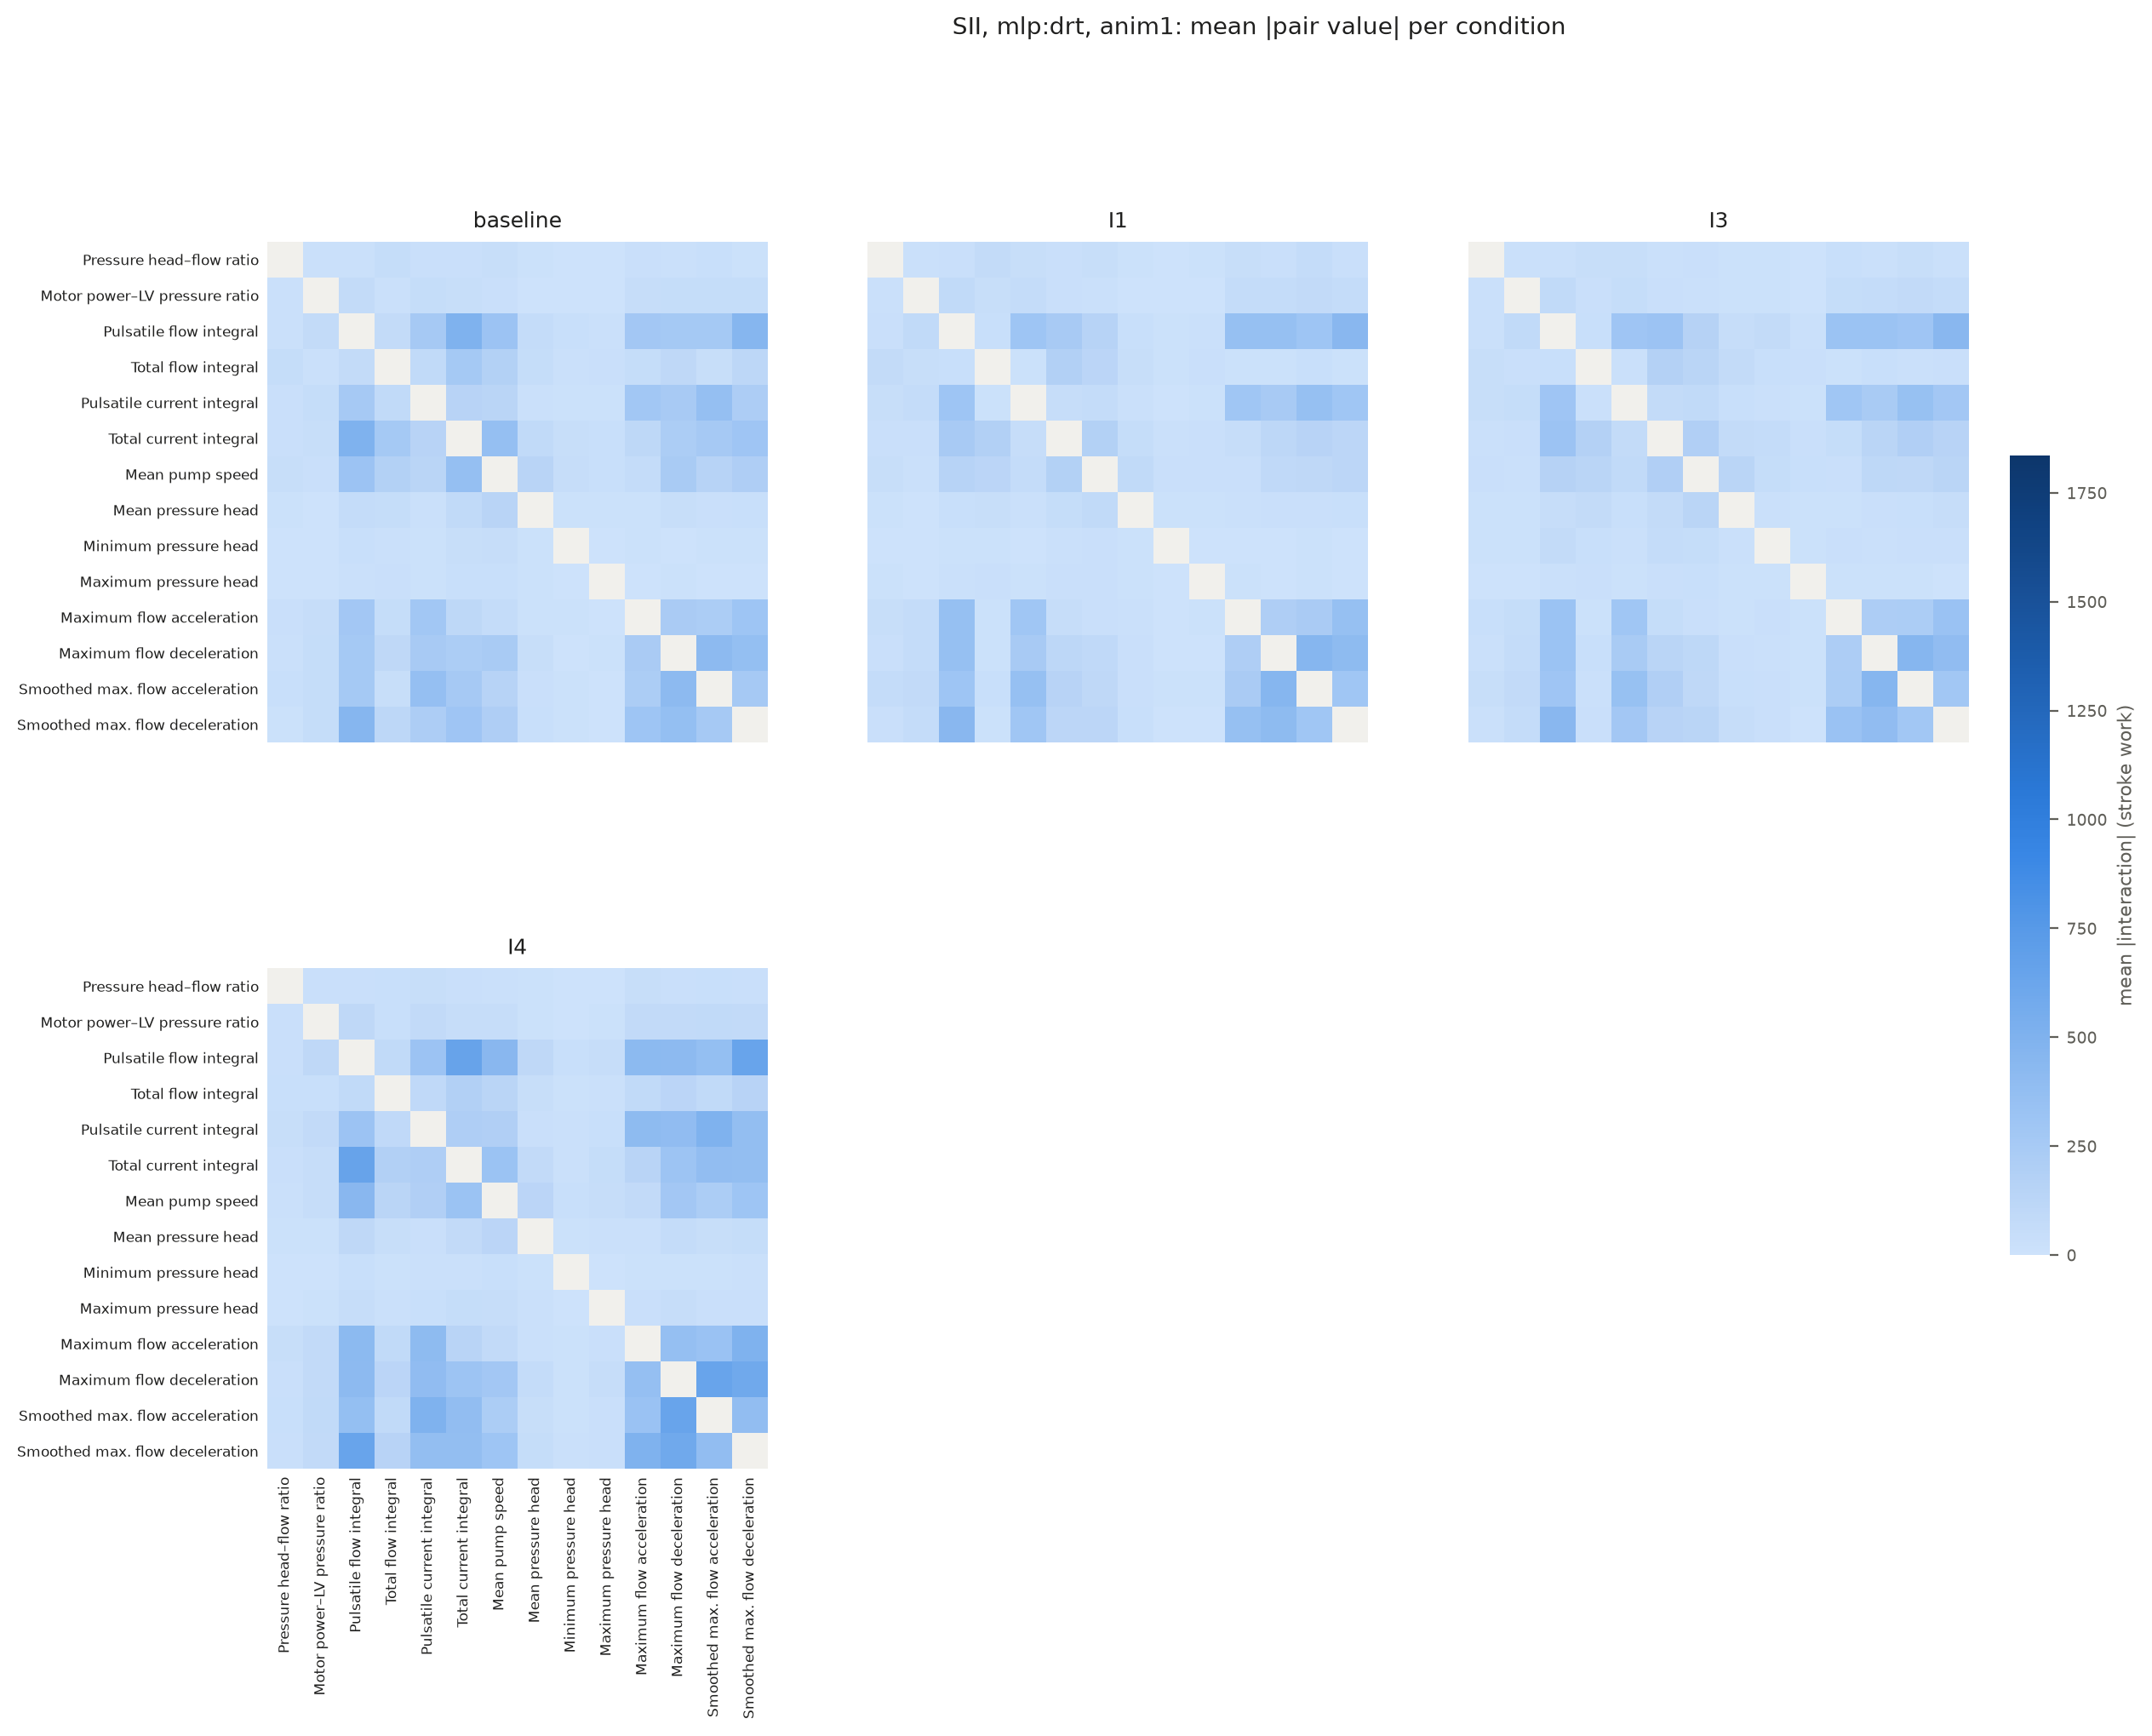 SII, mlp:drt, anim1: mean |pair value| per condition
baseline
I1
I3
Pressure head–flow ratio
Motor power–LV pressure ratio
Pulsatile flow integral
Total flow integral
Pulsatile current integral
Total current integral
Mean pump speed
Mean pressure head
Minimum pressure head
Maximum pressure head
Maximum flow acceleration
Maximum flow deceleration
Smoothed max. flow acceleration
Smoothed max. flow deceleration
1750
1500
1250
1000
750
500
250
0
mean |interaction| (stroke work)
I4
Pressure head–flow ratio
Motor power–LV pressure ratio
Pulsatile flow integral
Total flow integral
Pulsatile current integral
Total current integral
Mean pump speed
Mean pressure head
Minimum pressure head
Maximum pressure head
Maximum flow acceleration
Maximum flow deceleration
Smoothed max. flow acceleration
Smoothed max. flow deceleration
Pressure head–flow ratio
Motor power–LV pressure ratio
Pulsatile flow integral
Total flow integral
Pulsatile current integral
Total current integral
Mean pump speed
Mean pressure head
Minimum pressure head
Maximum pressure head
Maximum flow acceleration
Maximum flow deceleration
Smoothed max. flow acceleration
Smoothed max. flow deceleration